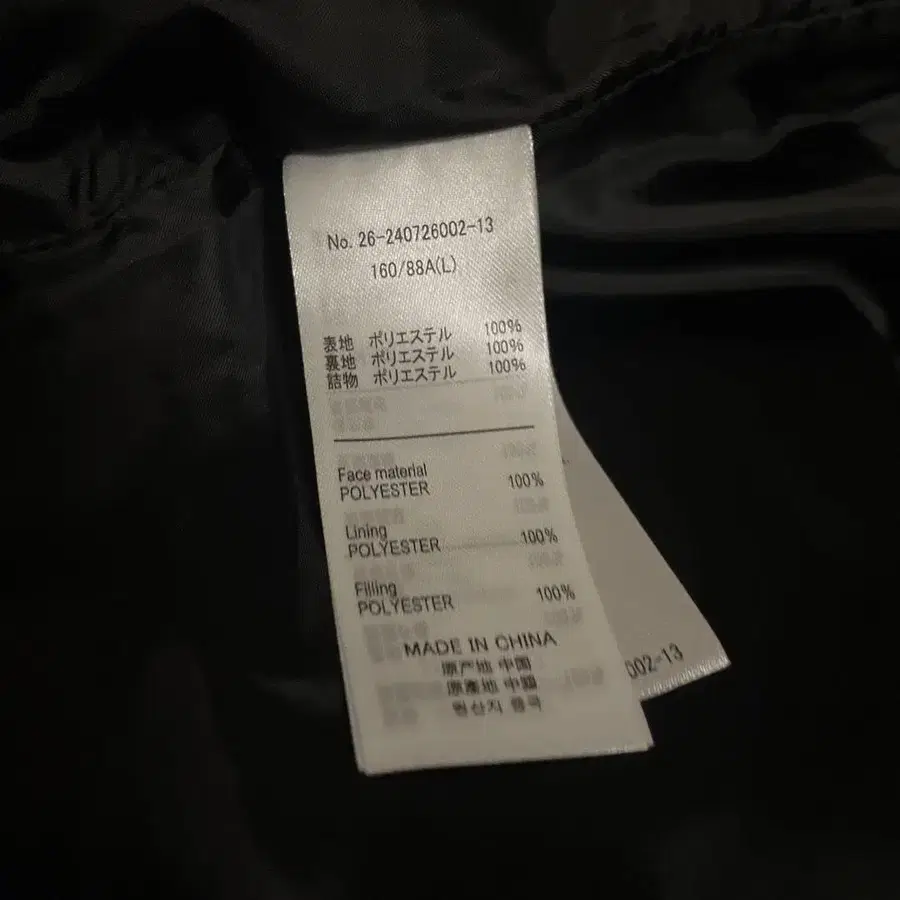 No. 26-240726002-13
160/88A(L)
表地 ポリエステル 100%
裏地 ポリエステル 100%
詰物 ポリエステル 100%
Face material
POLYESTER 100%
Lining
POLYESTER 100%
Filling
POLYESTER 100%
MADE IN CHINA
原产地 中国
原產地 中國
원산지 중국
002-13